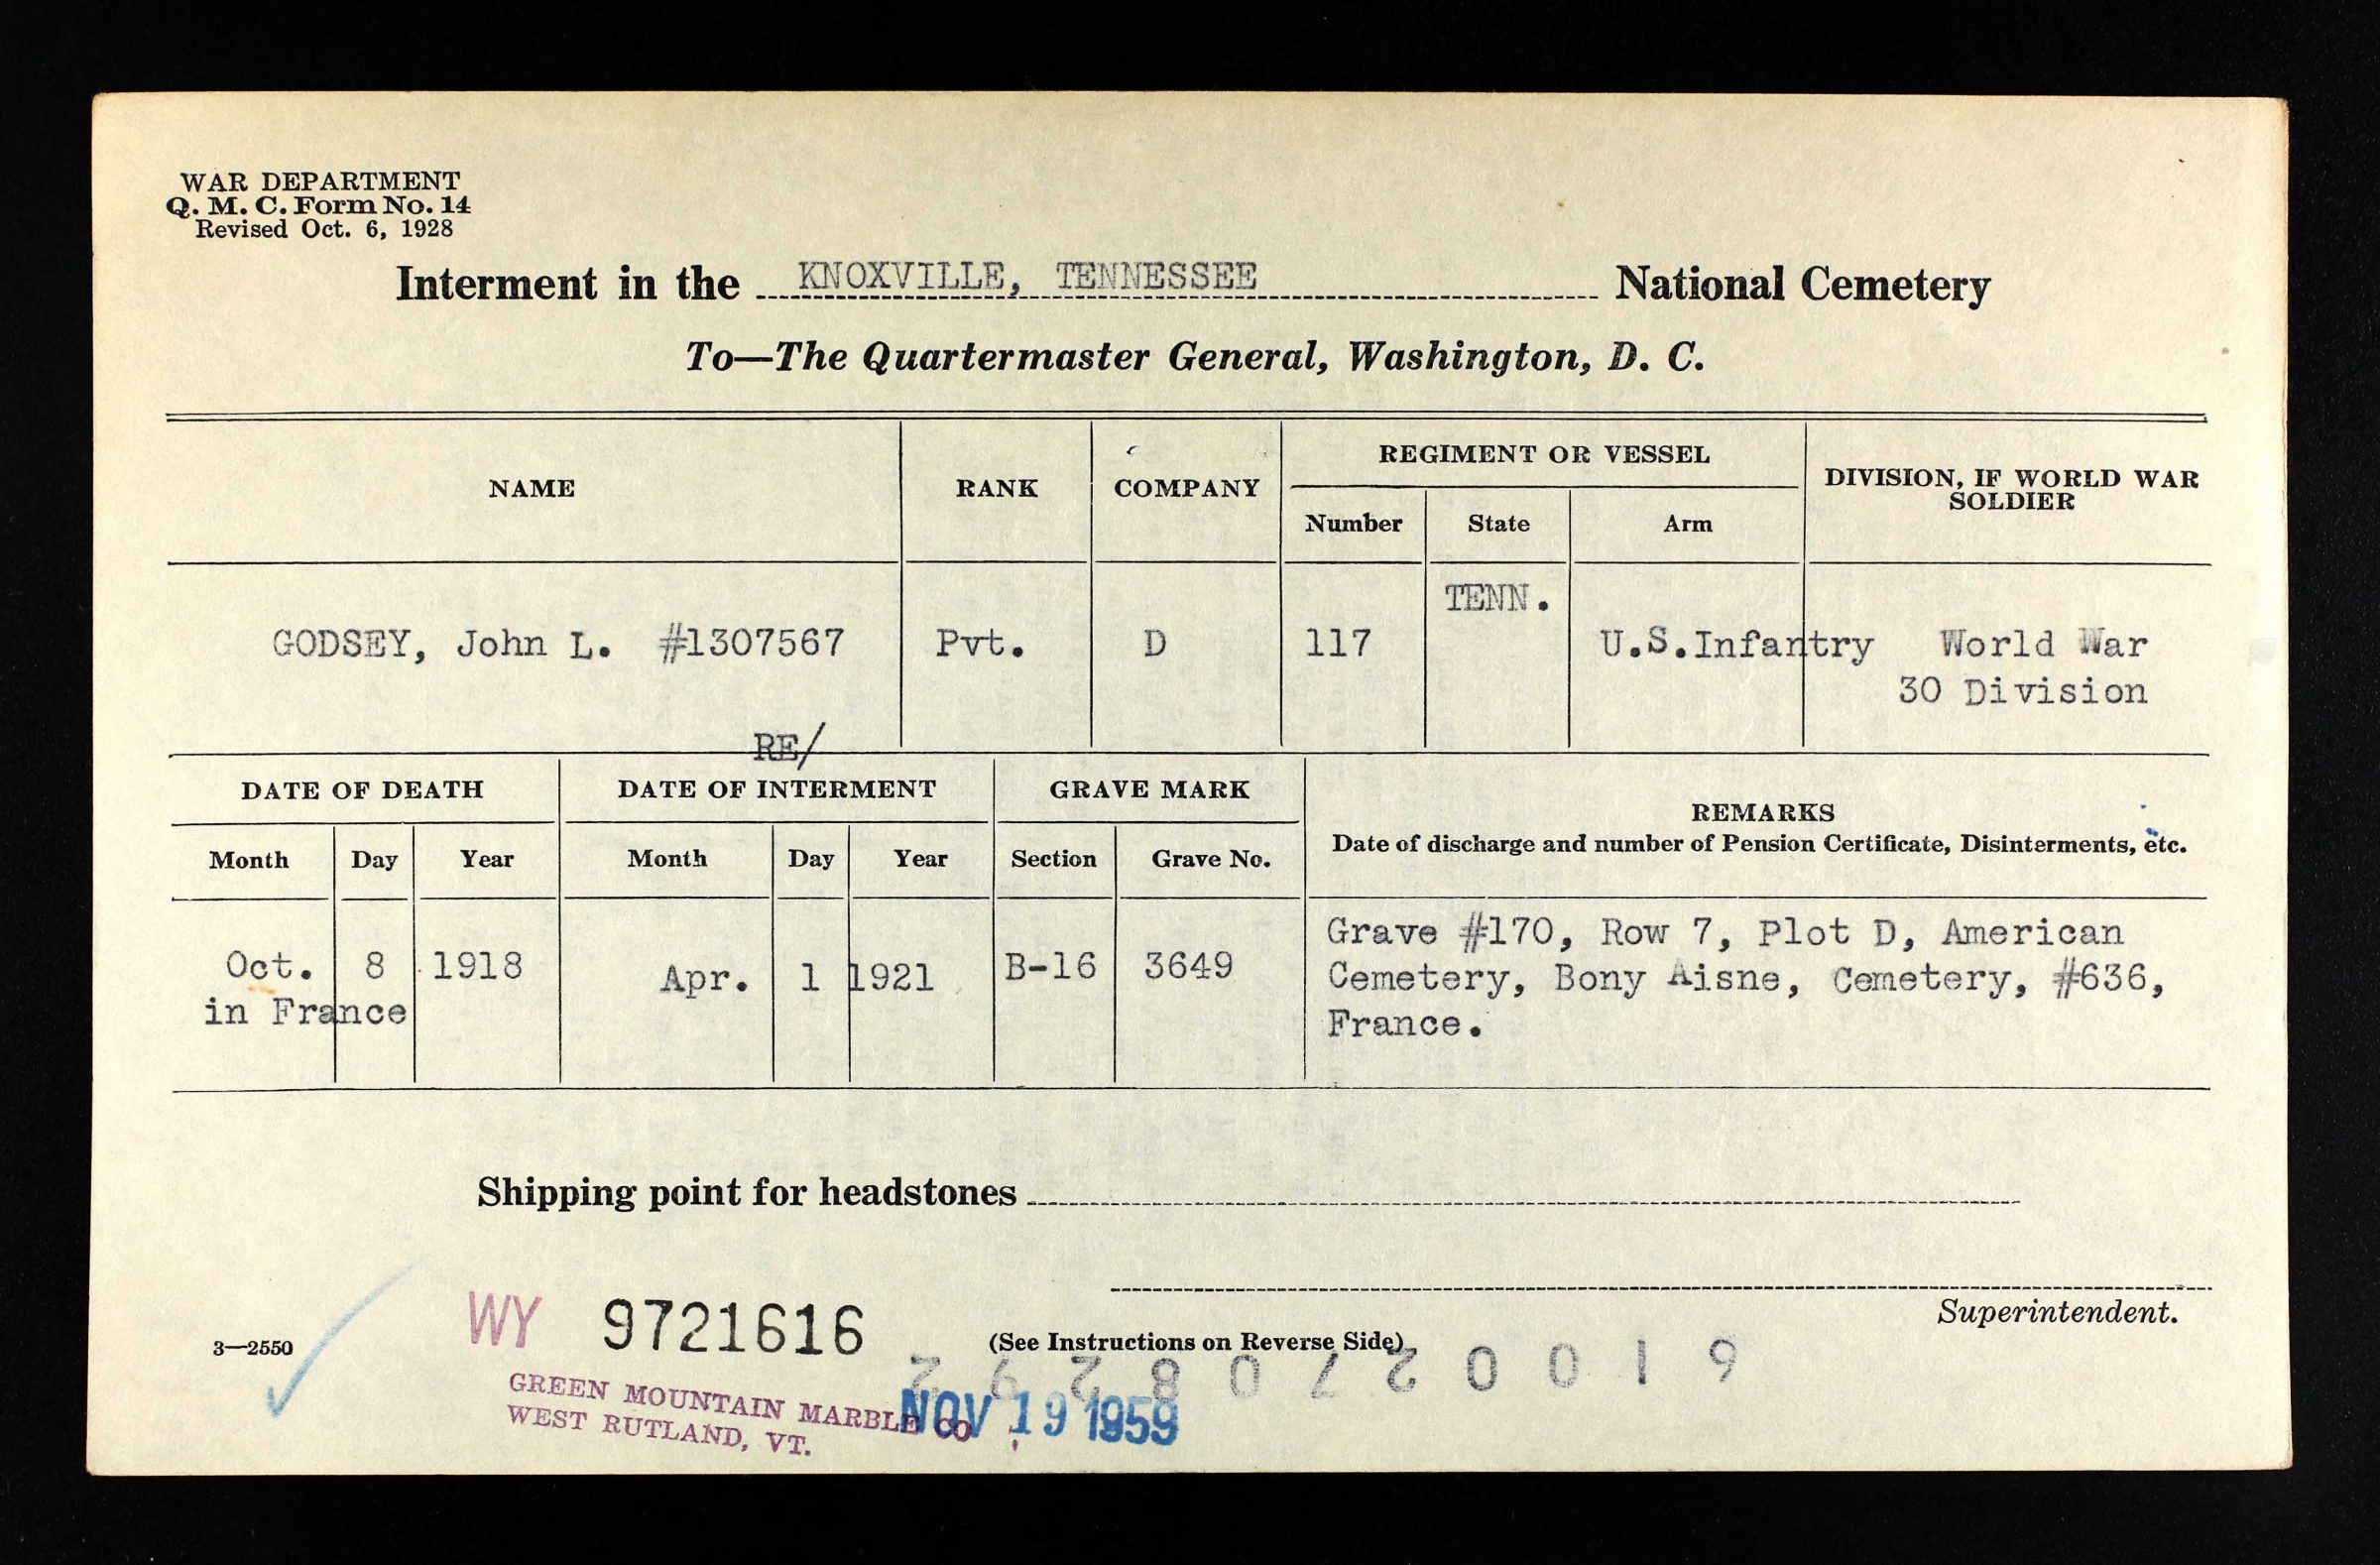 WAR DEPARTMENT
Q. M. C. Form No. 14
Revised Oct. 6, 1928
Interment in the KNOXVILLE, TENNESSEE National Cemetery
To—The Quartermaster General, Washington, D. C.
NAME
RANK
COMPANY
REGIMENT OR VESSEL
Number
State
Arm
DIVISION, IF WORLD WAR
SOLDIER
TENN.
GODSEY, John L. #1307567 Pvt. D 117 U.S.Infantry World War
30 Division
RE/
DATE OF DEATH
DATE OF INTERMENT
GRAVE MARK
REMARKS
Date of discharge and number of Pension Certificate, Disinterments, etc.
Month Day Year Month Day Year Section Grave No.
Oct. 8 1918 Apr. 1 1921 B-16 3649
in France
Grave #170, Row 7, Plot D, American
Cemetery, Bony Aisne, Cemetery, #636,
France.
Shipping point for headstones
Superintendent.
3—2550
WY 9721616
(See Instructions on Reverse Side)
GREEN MOUNTAIN MARBLE CO.
WEST RUTLAND, VT.
NOV 19 1959